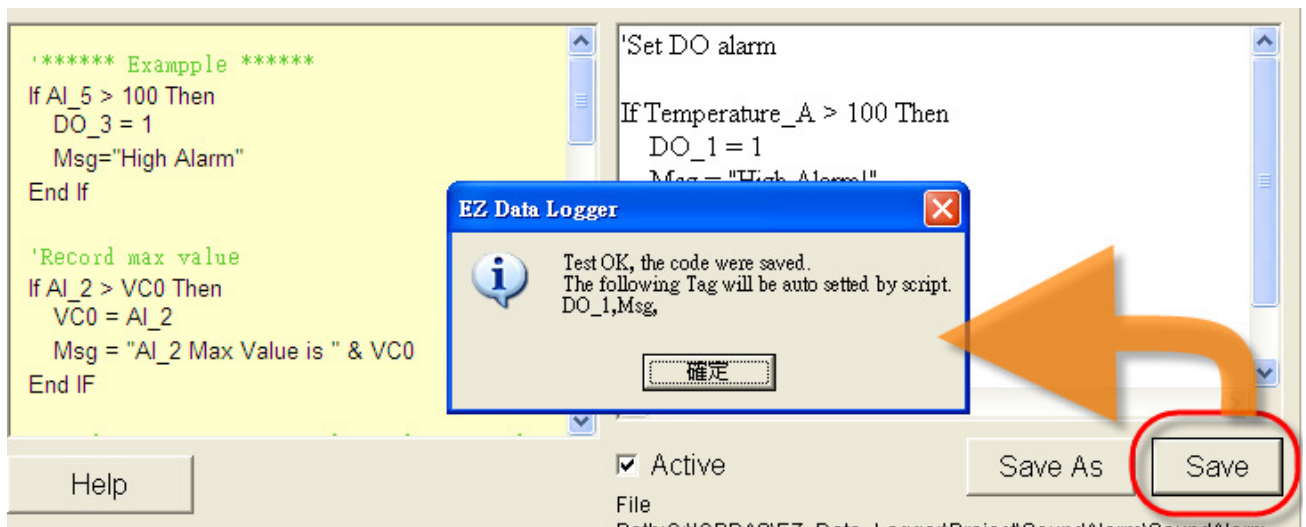 '****** Exampple ******
If AI_5 > 100 Then
DO_3 = 1
Msg="High Alarm"
End If
'Record max value
If AI_2 > VC0 Then
VC0 = AI_2
Msg = "AI_2 Max Value is " & VC0
End IF
Help
'Set DO alarm
If Temperature_A > 100 Then
DO_1 = 1
Msg = "High Alarm!"
EZ Data Logger
Test OK, the code were saved.
The following Tag will be auto setted by script.
DO_1,Msg,
確定
Active
Save As
Save
File